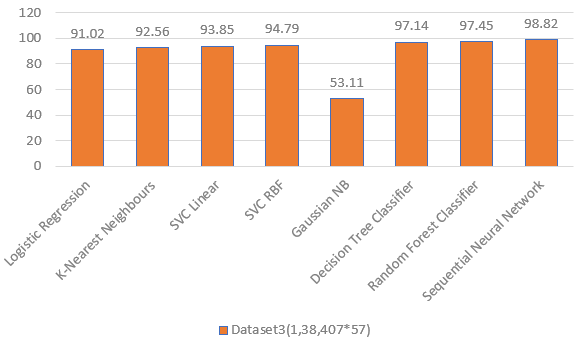 120
100
80
60
40
20
0
91.02
92.56
93.85
94.79
53.11
97.14
97.45
98.82
Logistic Regression
K-Nearest Neighbours
SVC Linear
SVC RBF
Gaussian NB
Decision Tree Classifier
Random Forest Classifier
Sequential Neural Network
Dataset3(1,38,407*57)